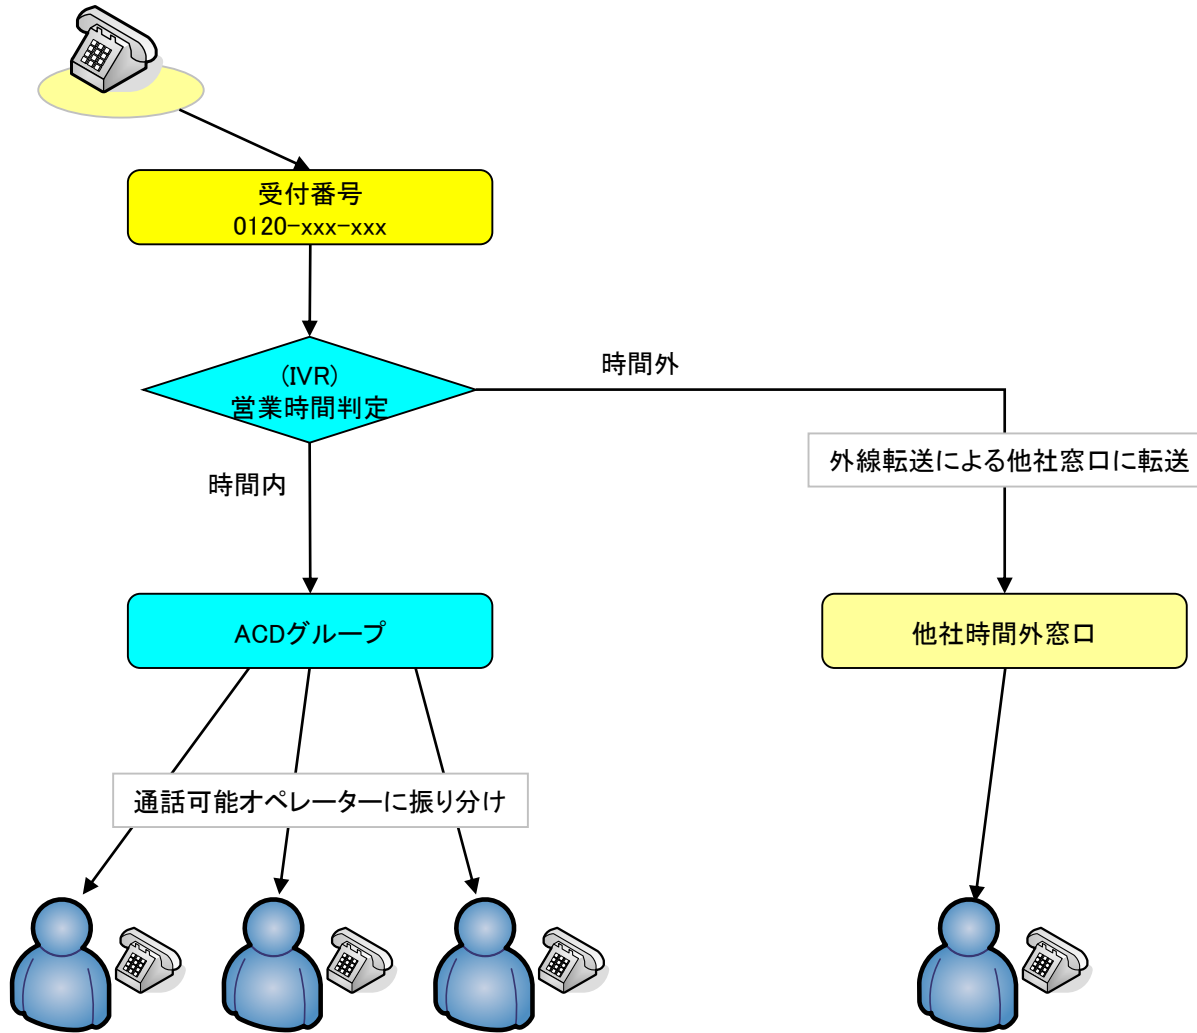 受付番号
0120-xxx-xxx
(IVR)
営業時間判定
時間外
外線転送による他社窓口に転送
時間内
ACDグループ
他社時間外窓口
通話可能オペレーターに振り分け